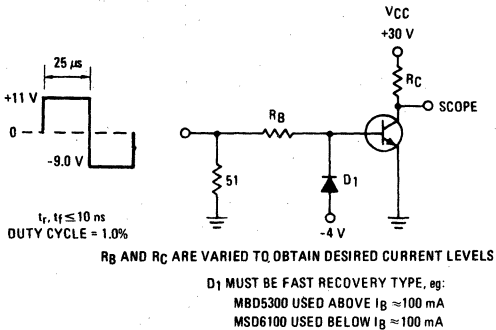 VCC
+30 V
25 μs
RC
+11 V
SCOPE
RB
0
-9.0 V
51
D1
-4 V
tr, tf ≤ 10 ns
DUTY CYCLE = 1.0%
RB AND RC ARE VARIED TO OBTAIN DESIRED CURRENT LEVELS
D1 MUST BE FAST RECOVERY TYPE, eg:
MBD5300 USED ABOVE IB ≈ 100 mA
MSD6100 USED BELOW IB ≈ 100 mA